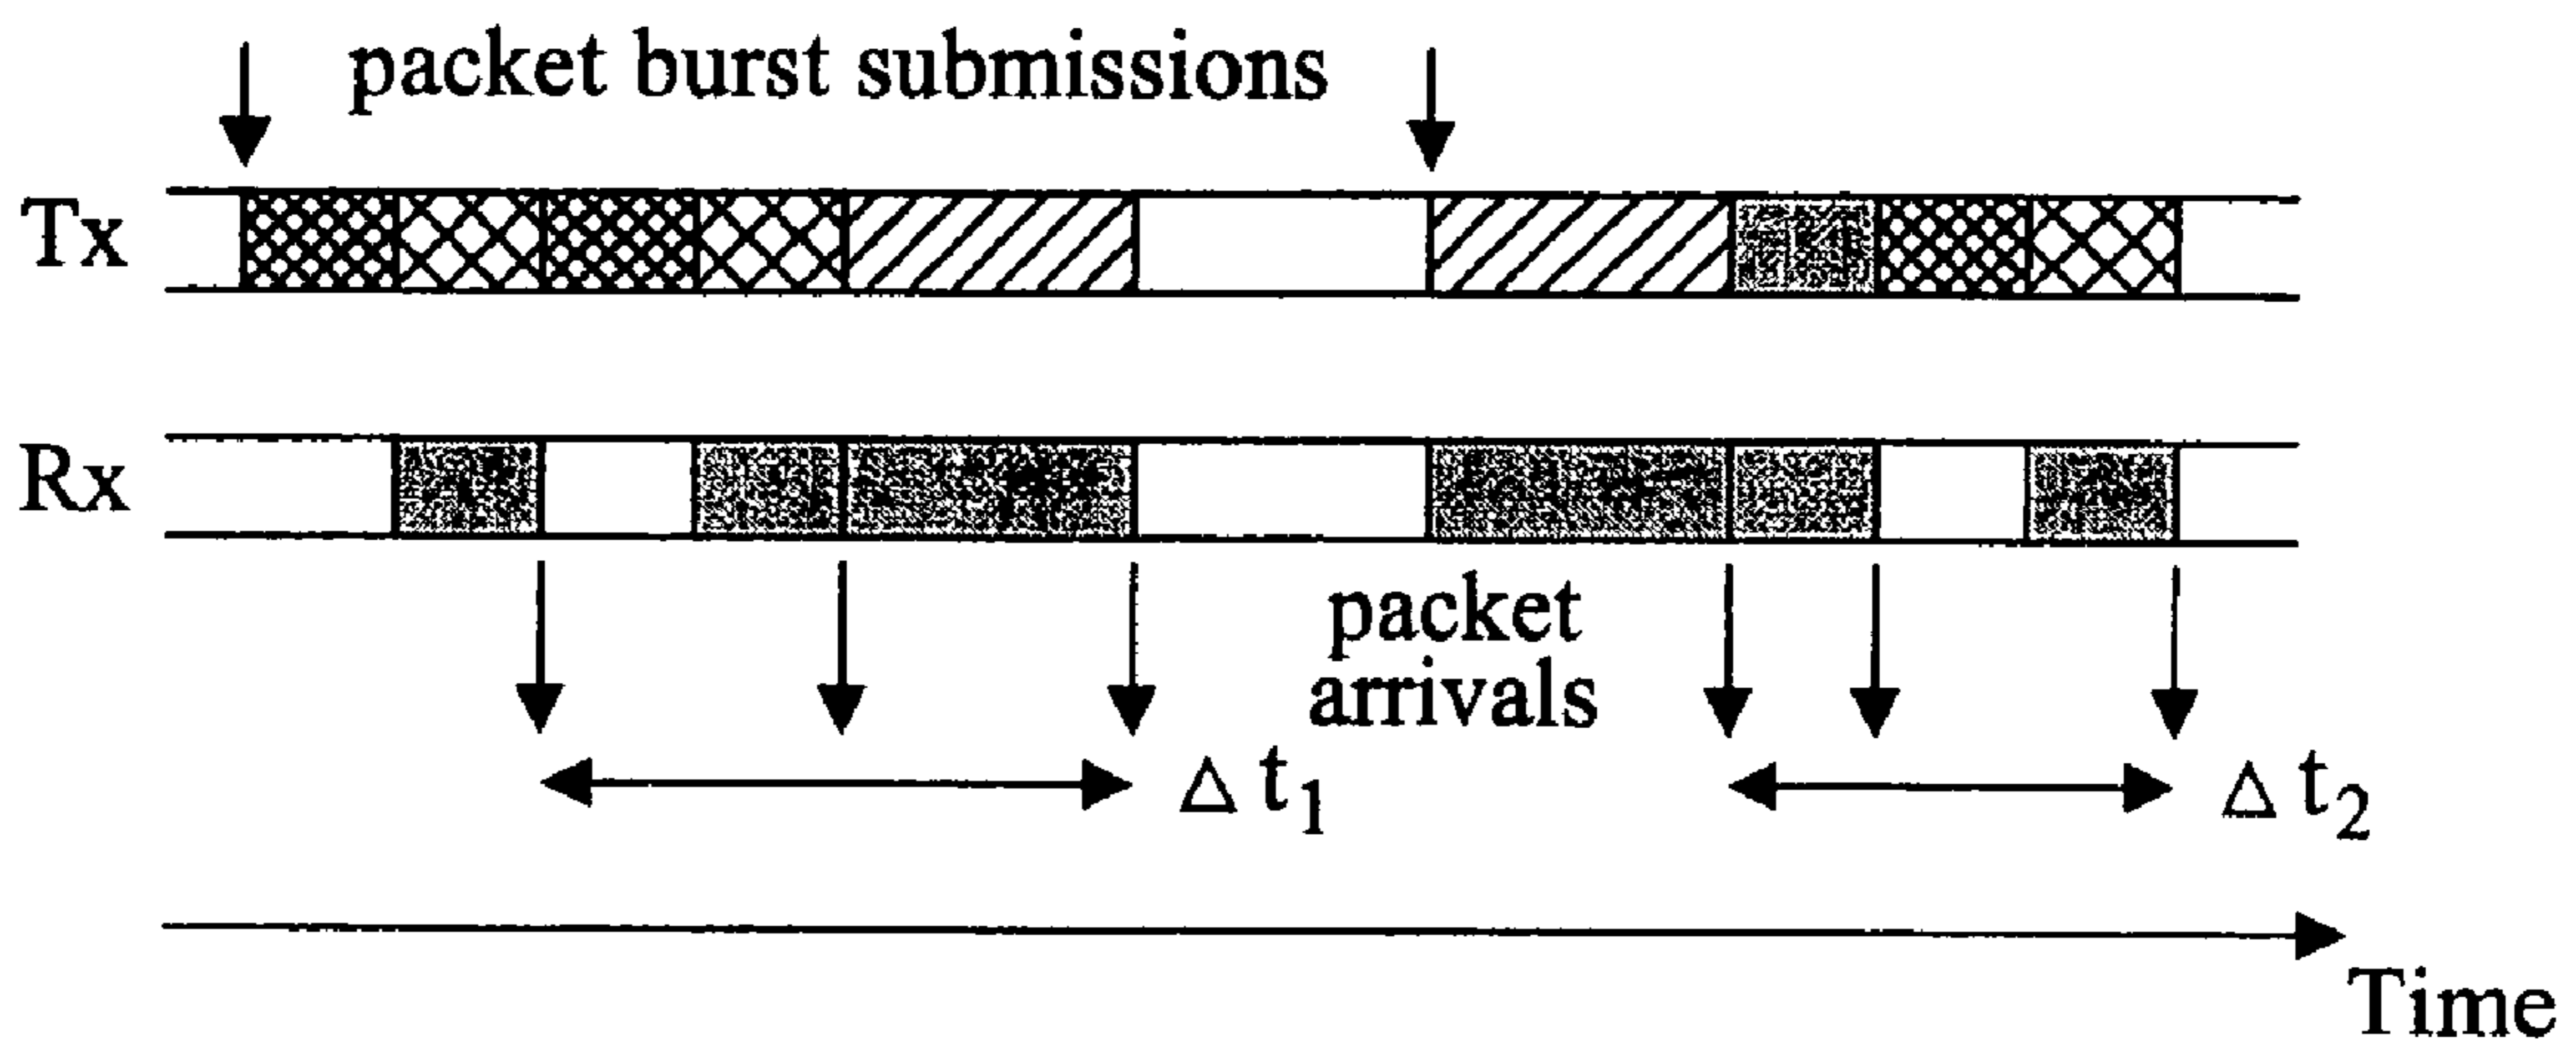 packet burst submissions
Tx
Rx
packet
arrivals
Δ t₁
Δ t₂
Time